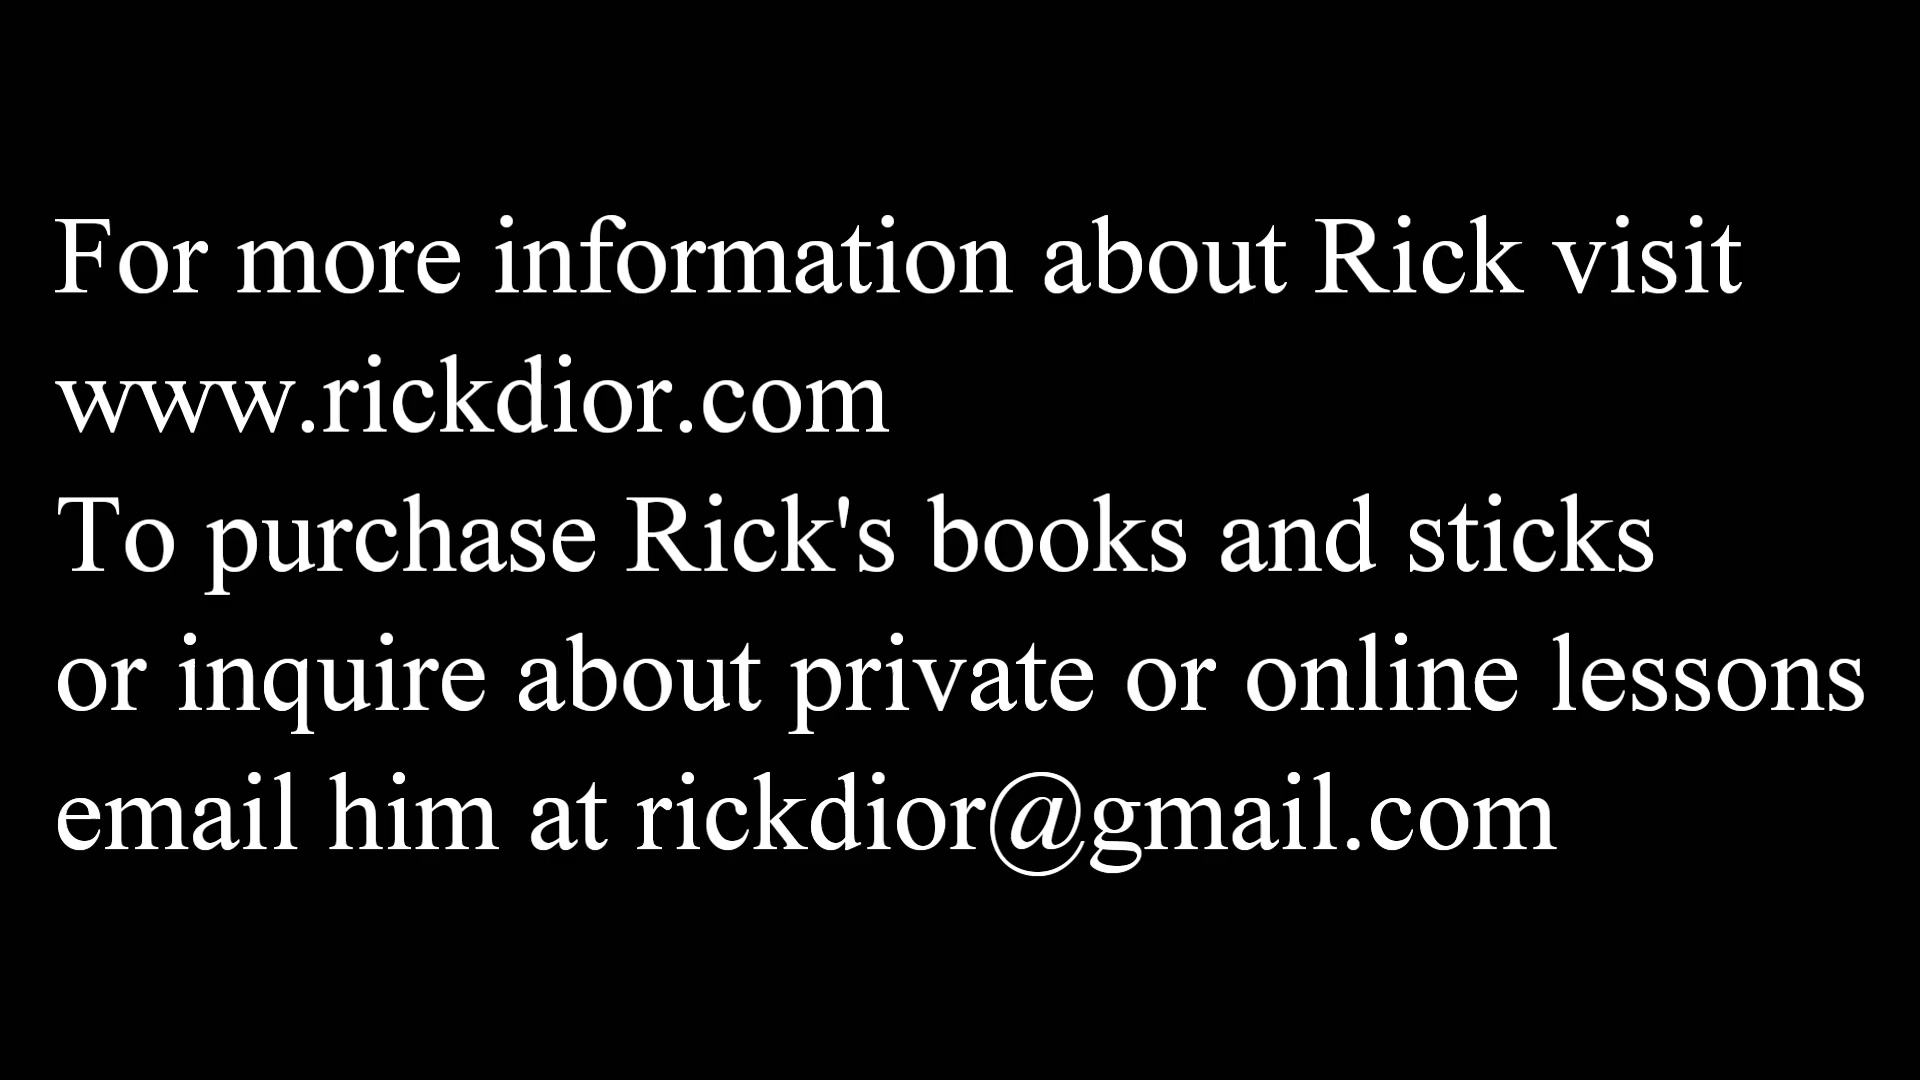 For more information about Rick visit
www.rickdior.com
To purchase Rick's books and sticks
or inquire about private or online lessons
email him at rickdior@gmail.com